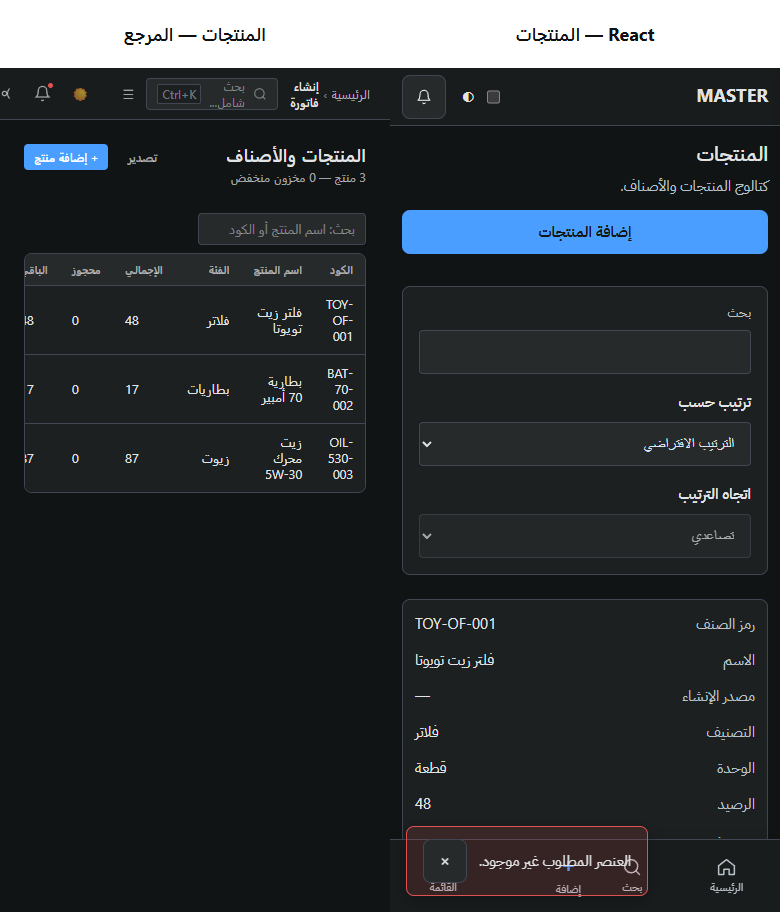 React — المنتجات
MASTER
المنتجات
كتالوج المنتجات والأصناف.
إضافة المنتجات
بحث
ترتيب حسب
الترتيب الافتراضي
اتجاه الترتيب
تصاعدي
رمز الصنف TOY-OF-001
الاسم فلتر زيت تويوتا
مصدر الإنشاء —
التصنيف فلاتر
الوحدة قطعة
الرصيد 48
العنصر المطلوب غير موجود. ×
الرئيسية بحث إضافة القائمة
المنتجات — المرجع
الرئيسية › إنشاء فاتورة
بحث شامل... Ctrl+K
المنتجات والأصناف
تصدير
+ إضافة منتج
3 منتج — 0 مخزون منخفض
بحث: اسم المنتج أو الكود
الكود اسم المنتج الفئة الإجمالي محجوز
TOY-OF-001 فلتر زيت تويوتا فلاتر 48 0
BAT-70-002 بطارية 70 أمبير بطاريات 17 0
OIL-530-003 زيت محرك 5W-30 زيوت 87 0